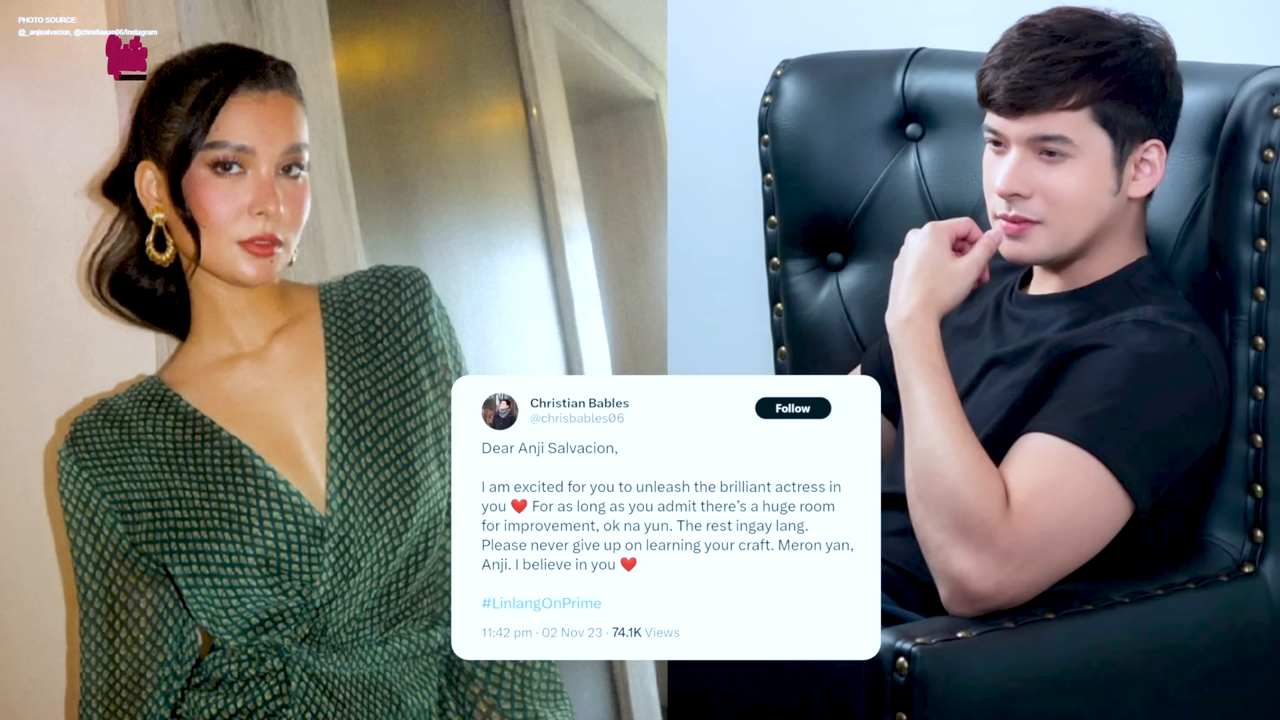 PHOTO SOURCE:
@_anjisalvacion, @christiaaan06/Instagram
Christian Bables
@chrisbables06
Follow
Dear Anji Salvacion,
I am excited for you to unleash the brilliant actress in
you ❤️ For as long as you admit there's a huge room
for improvement, ok na yun. The rest ingay lang.
Please never give up on learning your craft. Meron yan,
Anji. I believe in you ❤️
#LinlangOnPrime
11:42 pm · 02 Nov 23 · 74.1K Views